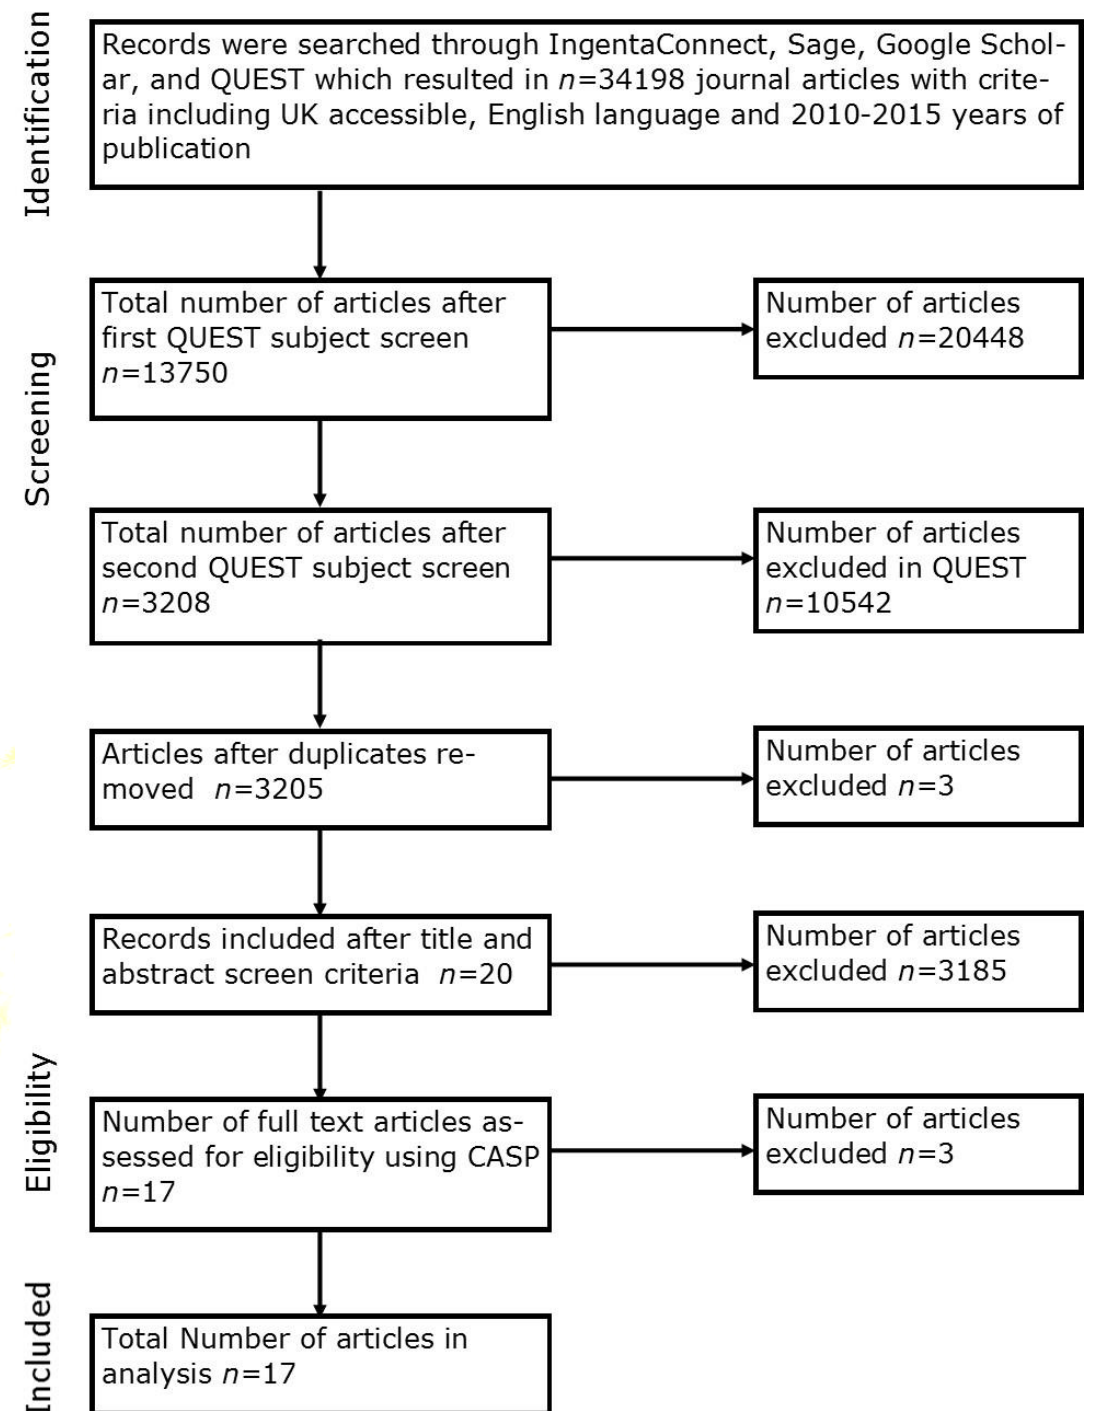 Identification
Records were searched through IngentaConnect, Sage, Google Schol-
ar, and QUEST which resulted in n=34198 journal articles with crite-
ria including UK accessible, English language and 2010-2015 years of
publication
Screening
Total number of articles after
first QUEST subject screen
n=13750
Number of articles
excluded n=20448
Total number of articles after
second QUEST subject screen
n=3208
Number of articles
excluded in QUEST
n=10542
Articles after duplicates re-
moved n=3205
Number of articles
excluded n=3
Records included after title and
abstract screen criteria n=20
Number of articles
excluded n=3185
Eligibility
Number of full text articles as-
sessed for eligibility using CASP
n=17
Number of articles
excluded n=3
Included
Total Number of articles in
analysis n=17